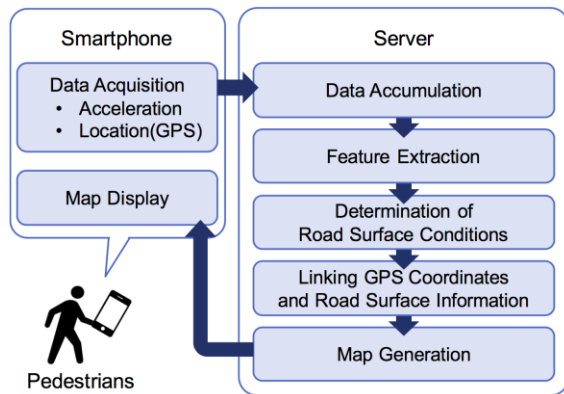 Smartphone
Data Acquisition
• Acceleration
• Location(GPS)
Map Display
Pedestrians
Server
Data Accumulation
Feature Extraction
Determination of
Road Surface Conditions
Linking GPS Coordinates
and Road Surface Information
Map Generation